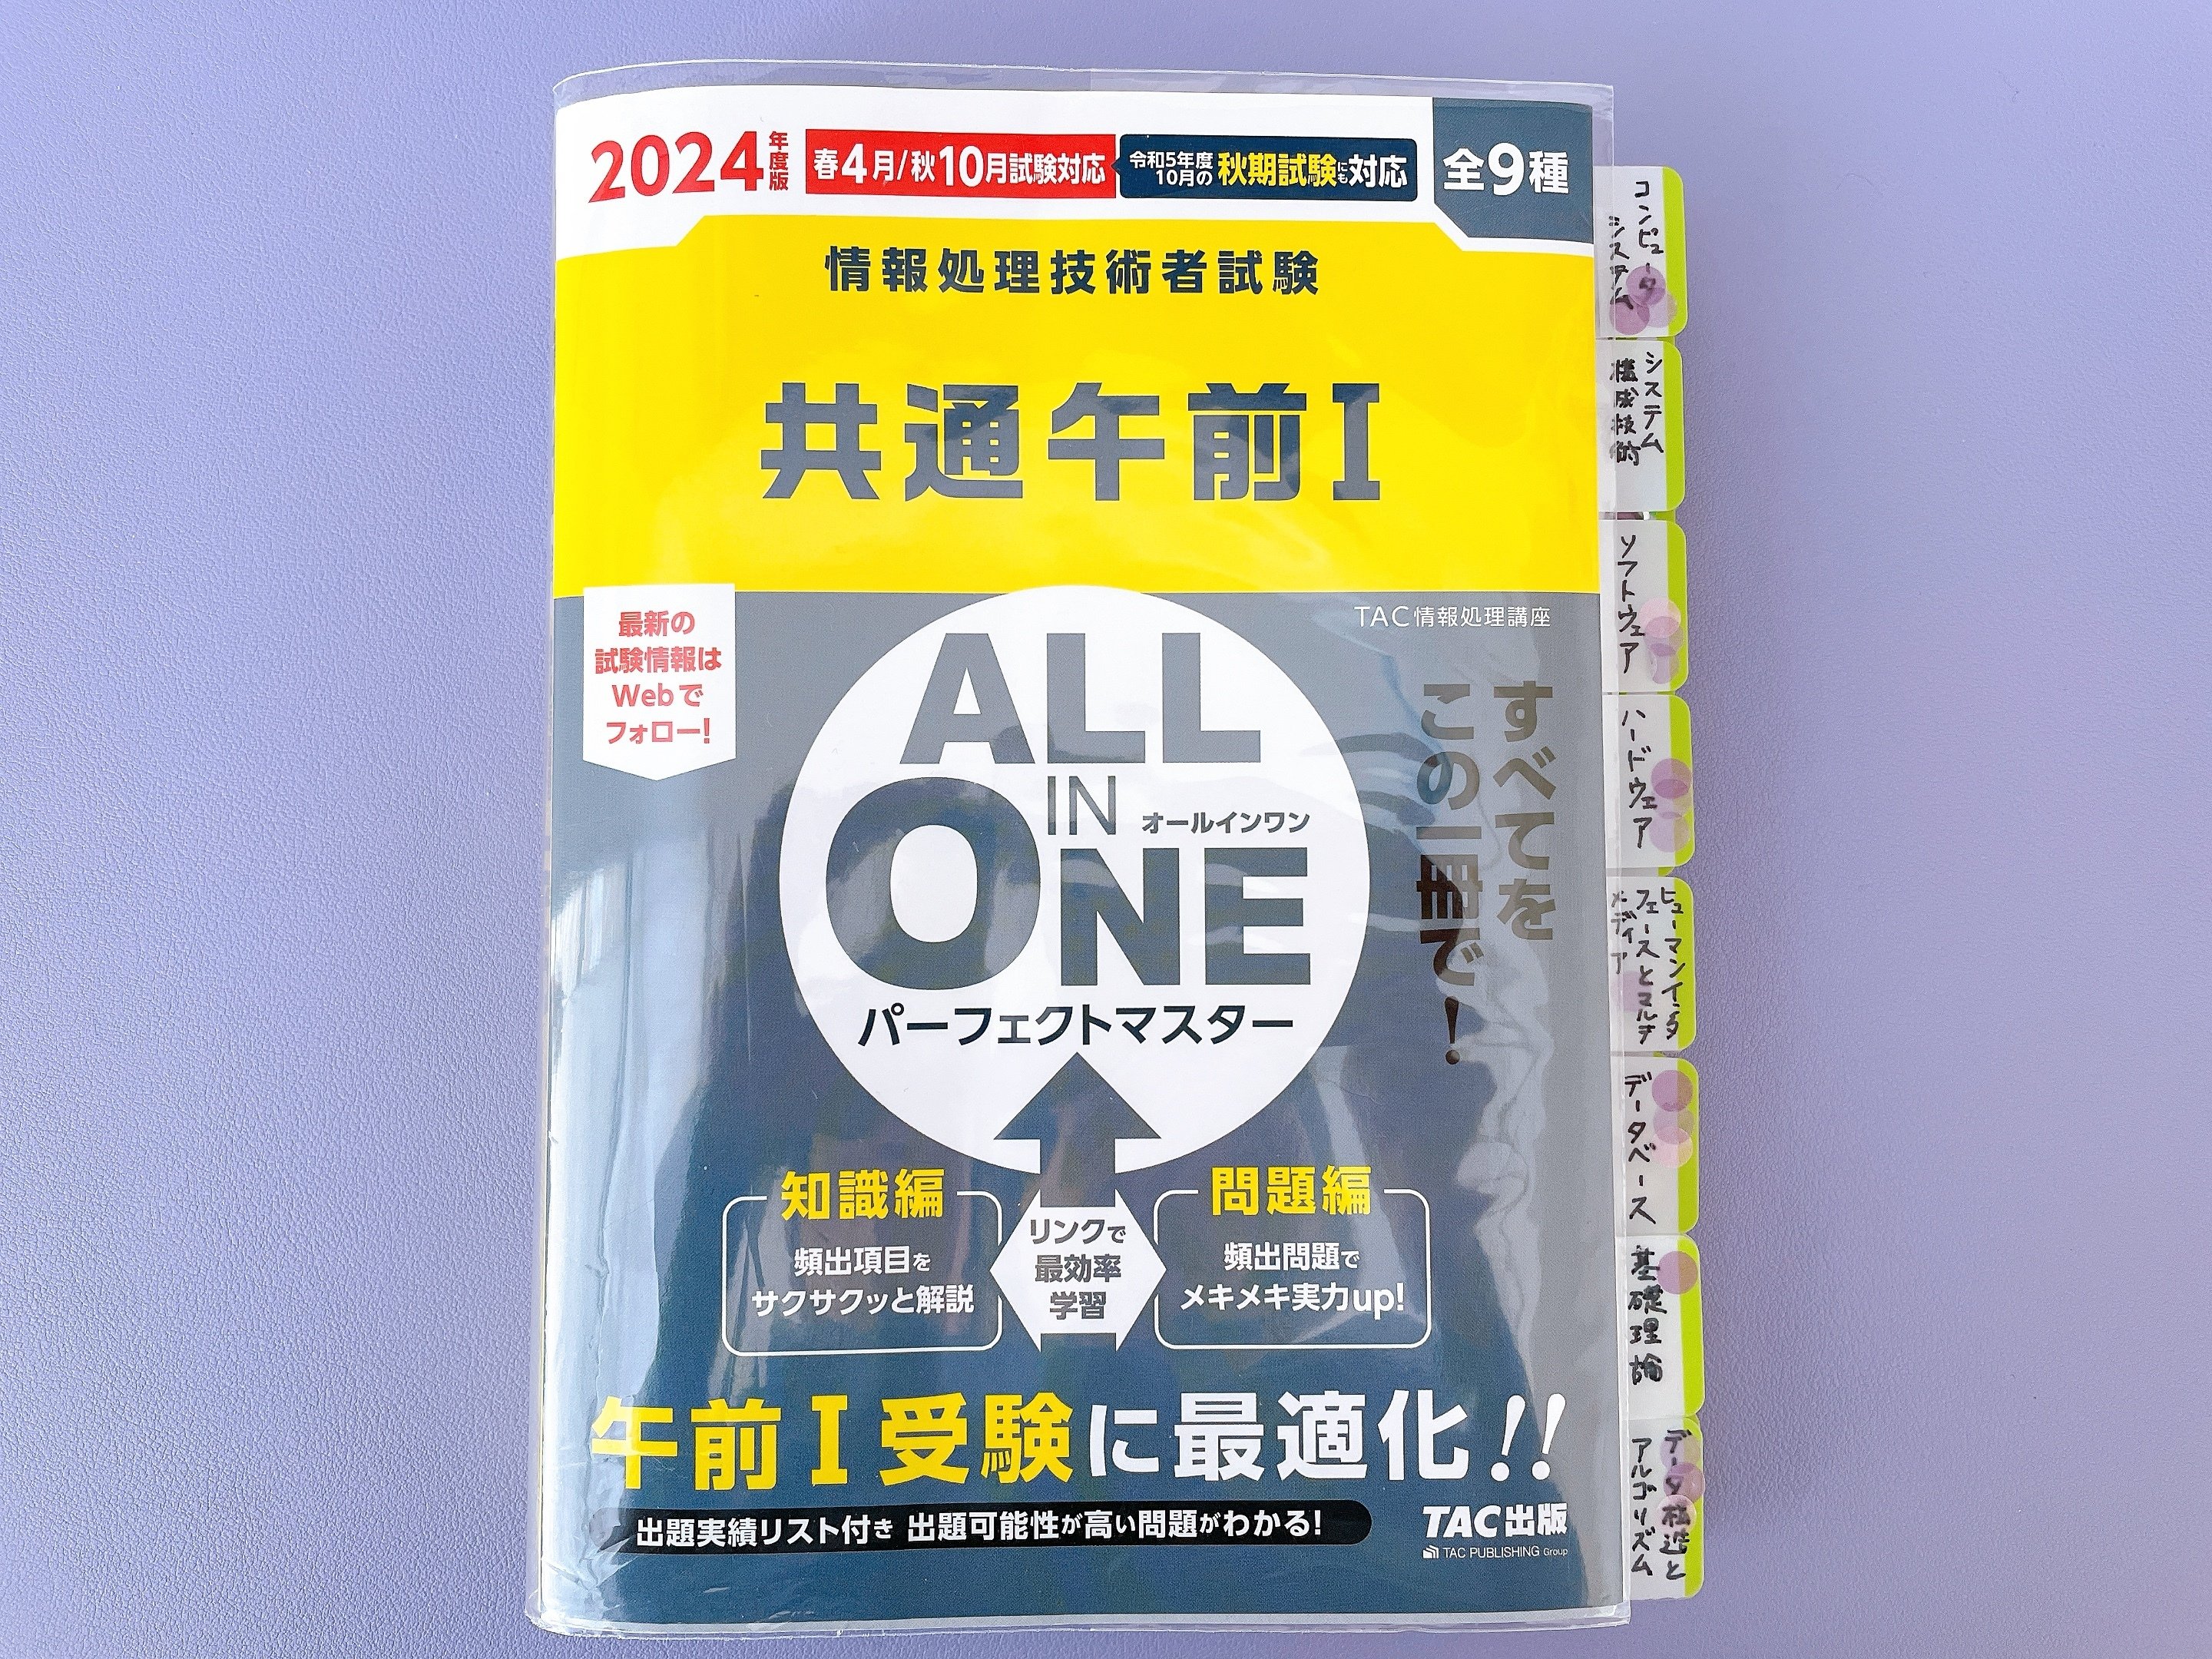 2024年度版
春4月/秋10月試験対応
令和5年度10月の秋期試験にも対応
全9種
情報処理技術者試験
共通午前Ⅰ
最新の
試験情報は
Webで
フォロー!
TAC情報処理講座
すべてを
この一冊で!
ALL
IN
オールインワン
ONE
パーフェクトマスター
知識編
頻出項目を
サクサクッと解説
リンクで
最効率
学習
問題編
頻出問題で
メキメキ実力up!
午前Ⅰ受験に最適化!!
出題実績リスト付き 出題可能性が高い問題がわかる!
TAC出版
TAC PUBLISHING Group
コンピュータ
システム
システム
構成技術
ソフトウェア
ハードウェア
ヒューマンインタ
フェースとマルチ
メディア
データベース
基礎理論
データ構造と
アルゴリズム